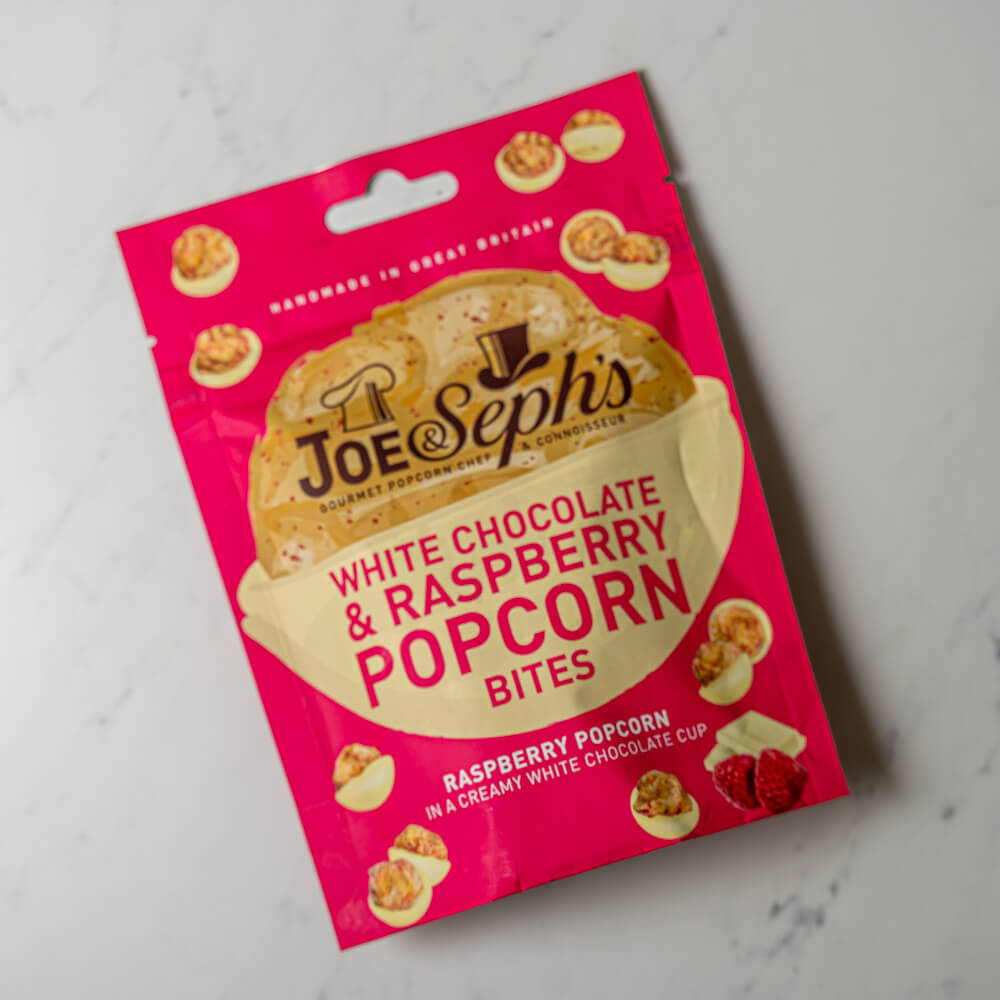 HANDMADE IN GREAT BRITAIN
JOE & Seph's
GOURMET POPCORN CHEF & CONNOISSEUR
WHITE CHOCOLATE
& RASPBERRY
POPCORN
BITES
RASPBERRY POPCORN
IN A CREAMY WHITE CHOCOLATE CUP